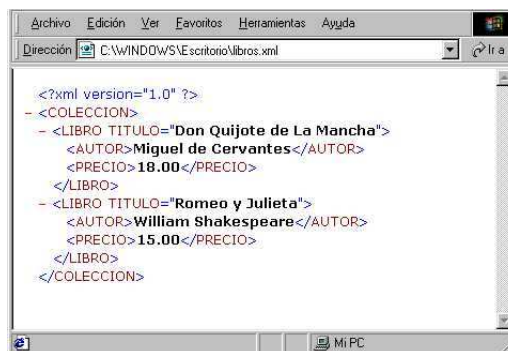 Archivo Edición Ver Favoritos Herramientas Ayuda
Dirección C:\WINDOWS\Escritorio\libros.xml Ir a
<?xml version="1.0" ?>
- <COLECCION>
- <LIBRO TITULO="Don Quijote de La Mancha">
<AUTOR>Miguel de Cervantes</AUTOR>
<PRECIO>18.00</PRECIO>
</LIBRO>
- <LIBRO TITULO="Romeo y Julieta">
<AUTOR>William Shakespeare</AUTOR>
<PRECIO>15.00</PRECIO>
</LIBRO>
</COLECCION>
Mi PC